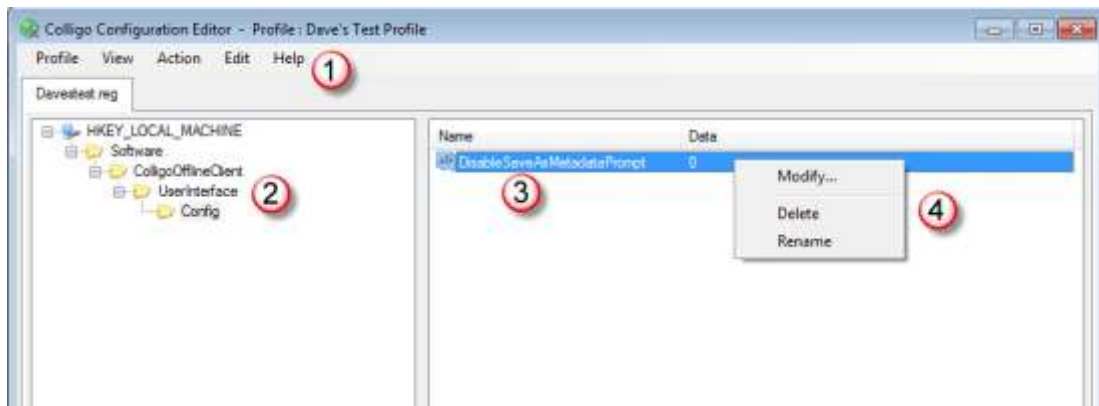 Colligo Configuration Editor - Profile : Dave's Test Profile
Profile View Action Edit Help
1
Davestest.reg
HKEY_LOCAL_MACHINE
Software
ColligoOfflineClient
UserInterface
Config
2
Name Data
DisableSaveAsMetadataPrompt 0
3
Modify...
Delete
Rename
4